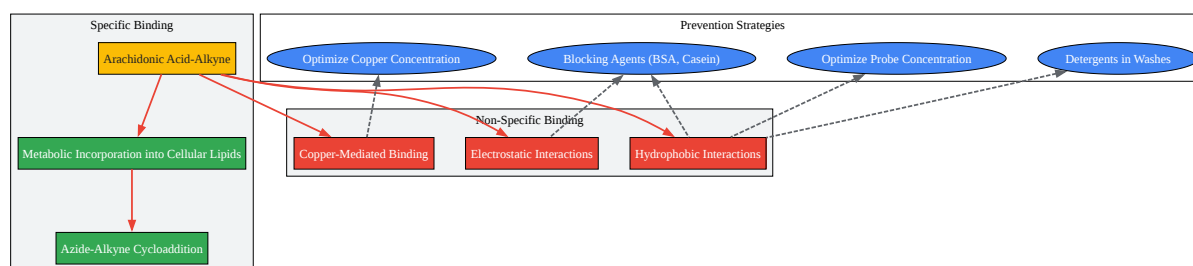 Specific Binding
Prevention Strategies
Arachidonic Acid-Alkyne
Optimize Copper Concentration
Blocking Agents (BSA, Casein)
Optimize Probe Concentration
Detergents in Washes
Non-Specific Binding
Metabolic Incorporation into Cellular Lipids
Copper-Mediated Binding
Electrostatic Interactions
Hydrophobic Interactions
Azide-Alkyne Cycloaddition